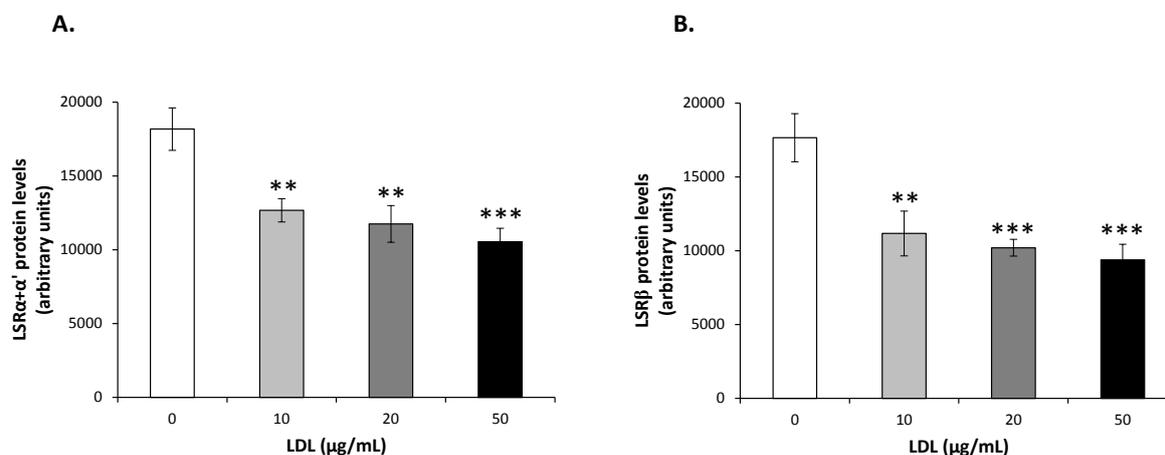 A.
20000
15000
10000
5000
0
LSRα+α' protein levels
(arbitrary units)
**
**
***
0 10 20 50
LDL (µg/mL)
B.
20000
15000
10000
5000
0
LSRβ protein levels
(arbitrary units)
**
***
***
0 10 20 50
LDL (µg/mL)